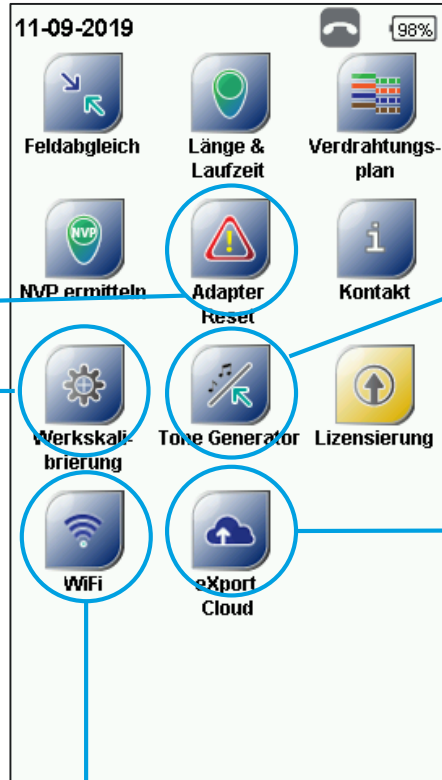 11-09-2019
98%
Feldabgleich
Länge &
Laufzeit
Verdrahtungs-
plan
NVP
NVP ermitteln
Adapter
Reset
i
Kontakt
Werkskali-
brierung
Tone Generator
Lizensierung
WiFi
eXport
Cloud